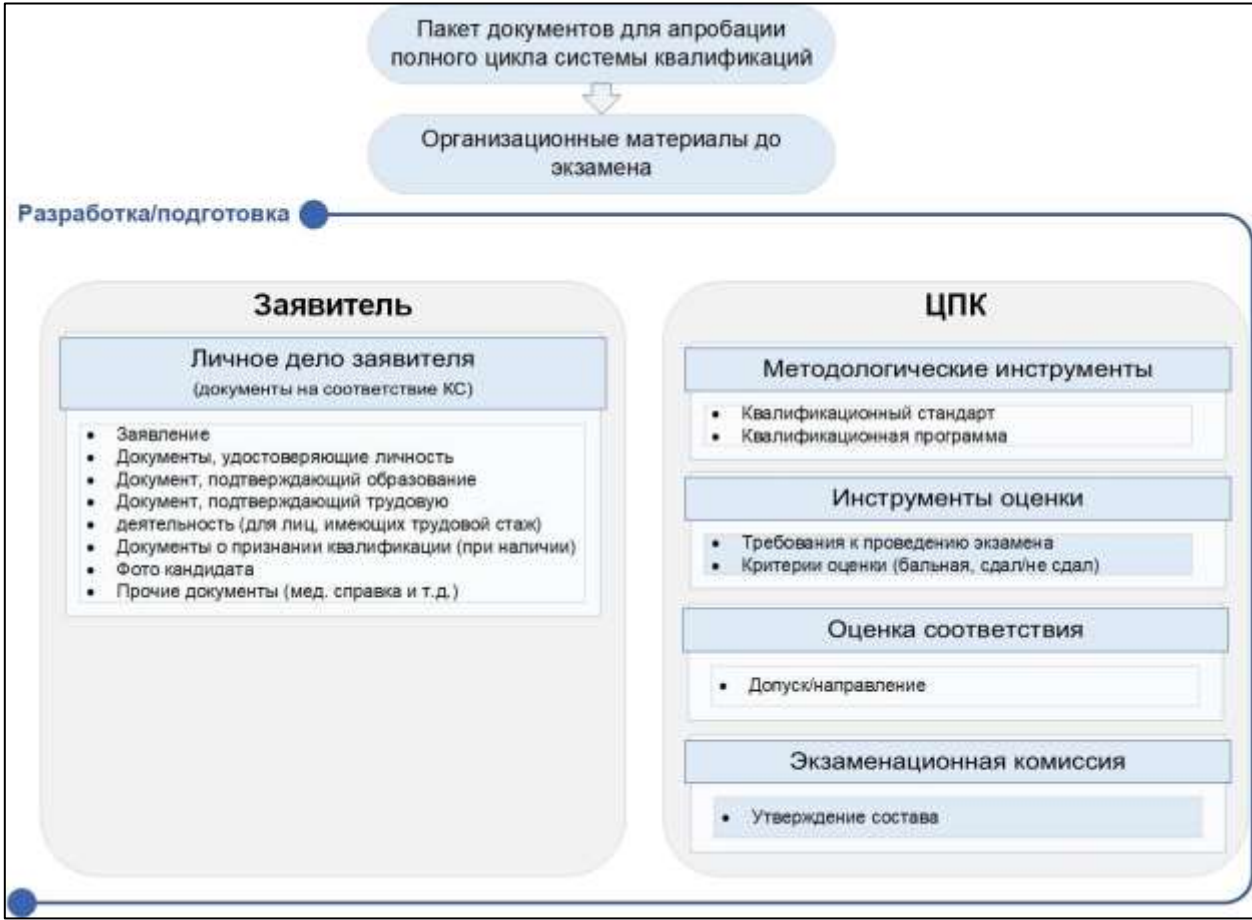 Пакет документов для апробации
полного цикла системы квалификаций
Организационные материалы до
экзамена
Разработка/подготовка
Заявитель
Личное дело заявителя
(документы на соответствие КС)
• Заявление
• Документы, удостоверяющие личность
• Документ, подтверждающий образование
• Документ, подтверждающий трудовую
• деятельность (для лиц, имеющих трудовой стаж)
• Документы о признании квалификации (при наличии)
• Фото кандидата
• Прочие документы (мед. справка и т.д.)
ЦПК
Методологические инструменты
• Квалификационный стандарт
• Квалификационная программа
Инструменты оценки
• Требования к проведению экзамена
• Критерии оценки (бальная, сдал/не сдал)
Оценка соответствия
• Допуск/направление
Экзаменационная комиссия
• Утверждение состава